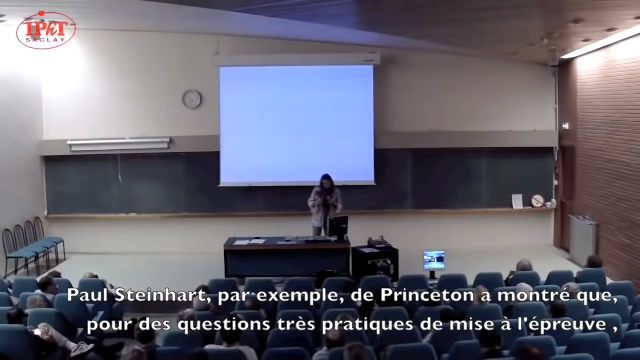 IPhT
SACLAY
Paul Steinhart, par exemple, de Princeton a montré que,
pour des questions très pratiques de mise à l'épreuve ,